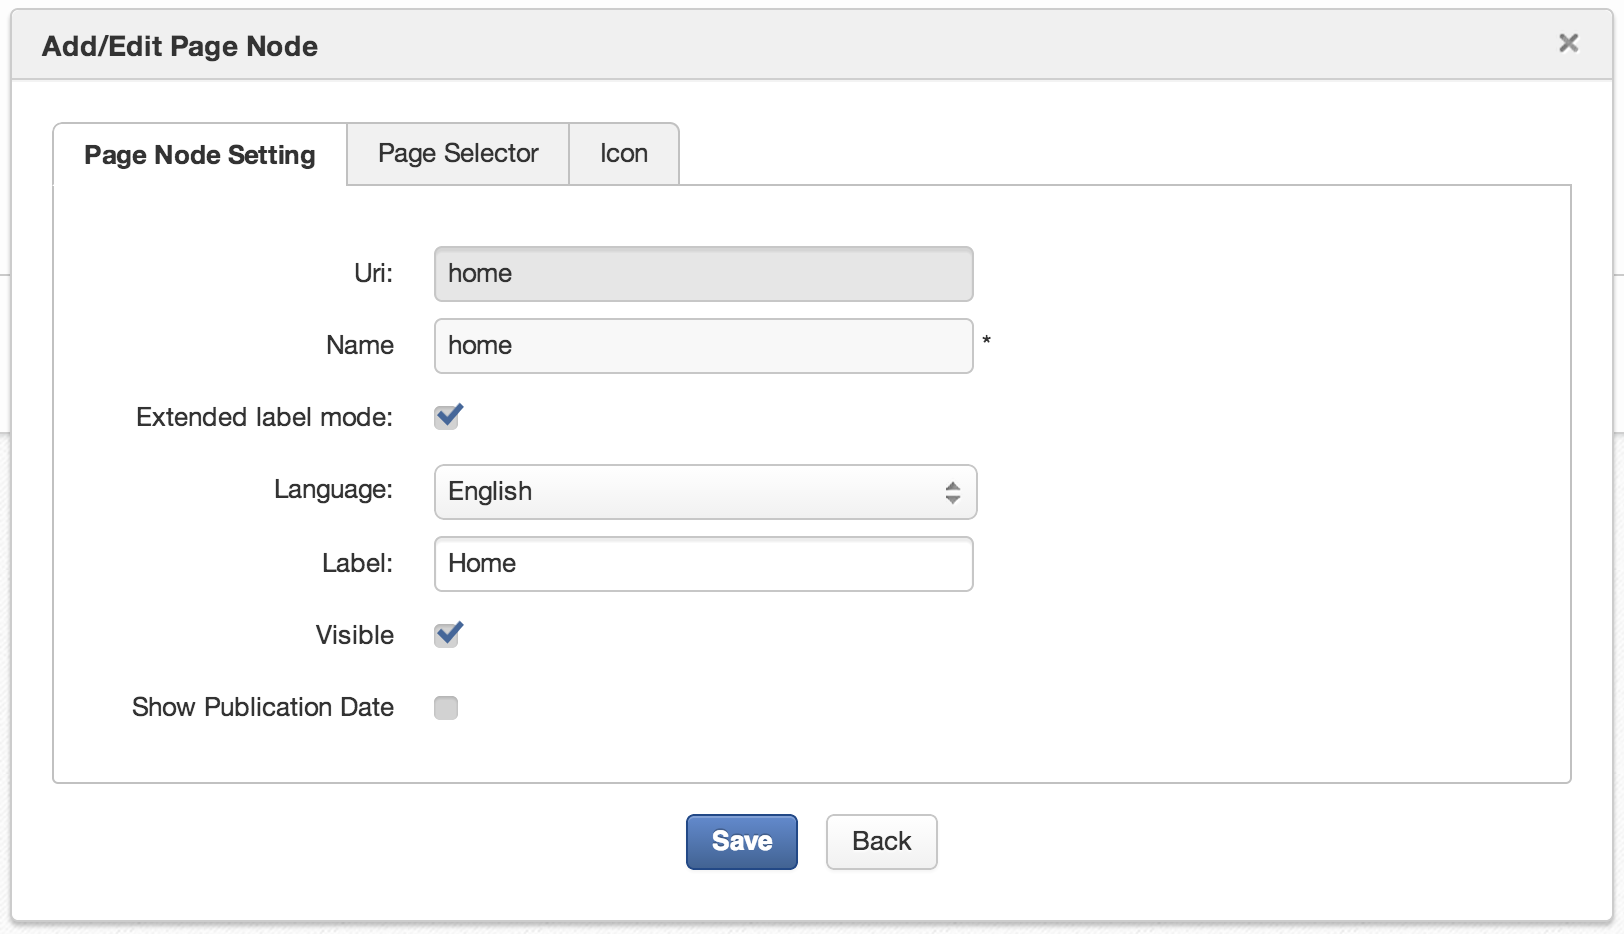 Add/Edit Page Node
Page Node Setting Page Selector Icon
Uri: home
Name home *
Extended label mode:
Language: English
Label: Home
Visible
Show Publication Date
Save Back